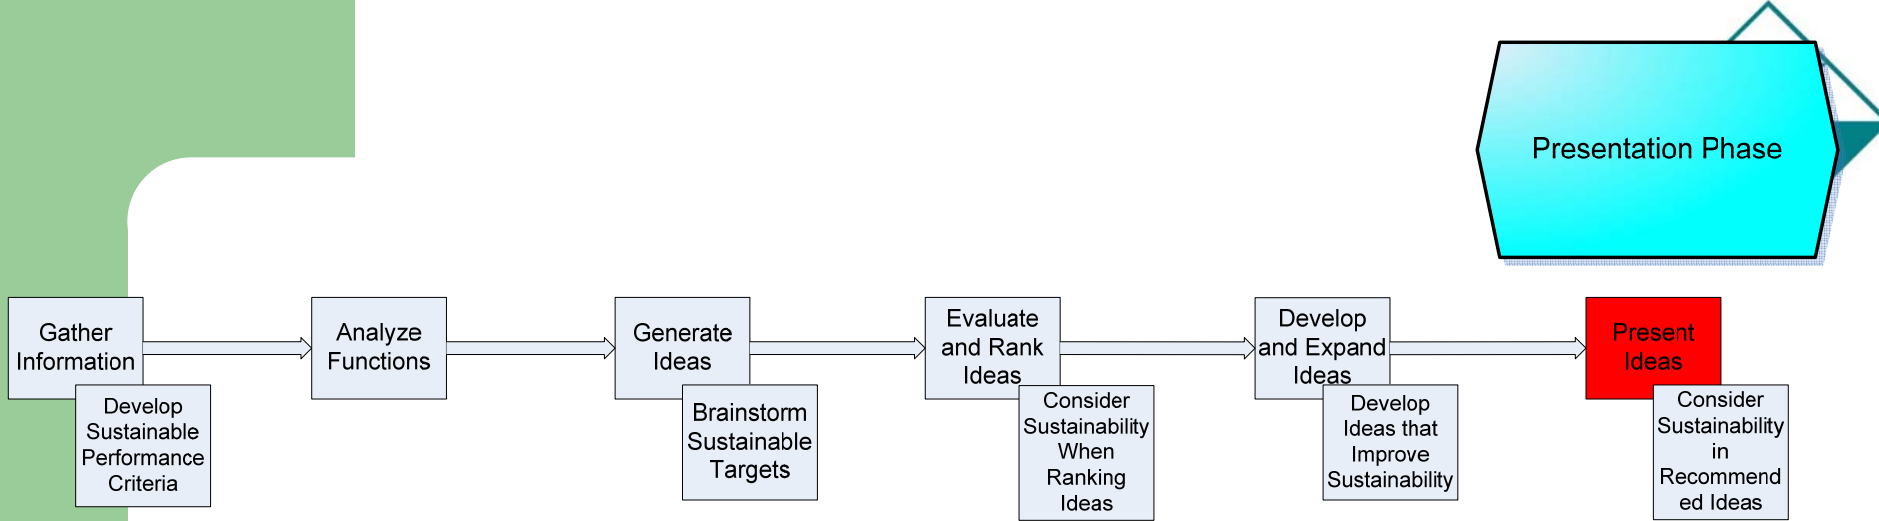 Presentation Phase
Gather
Information
Develop
Sustainable
Performance
Criteria
Analyze
Functions
Generate
Ideas
Brainstorm
Sustainable
Targets
Evaluate
and Rank
Ideas
Consider
Sustainability
When
Ranking
Ideas
Develop
and Expand
Ideas
Develop
Ideas that
Improve
Sustainability
Present
Ideas
Consider
Sustainability
in
Recommend
ed Ideas